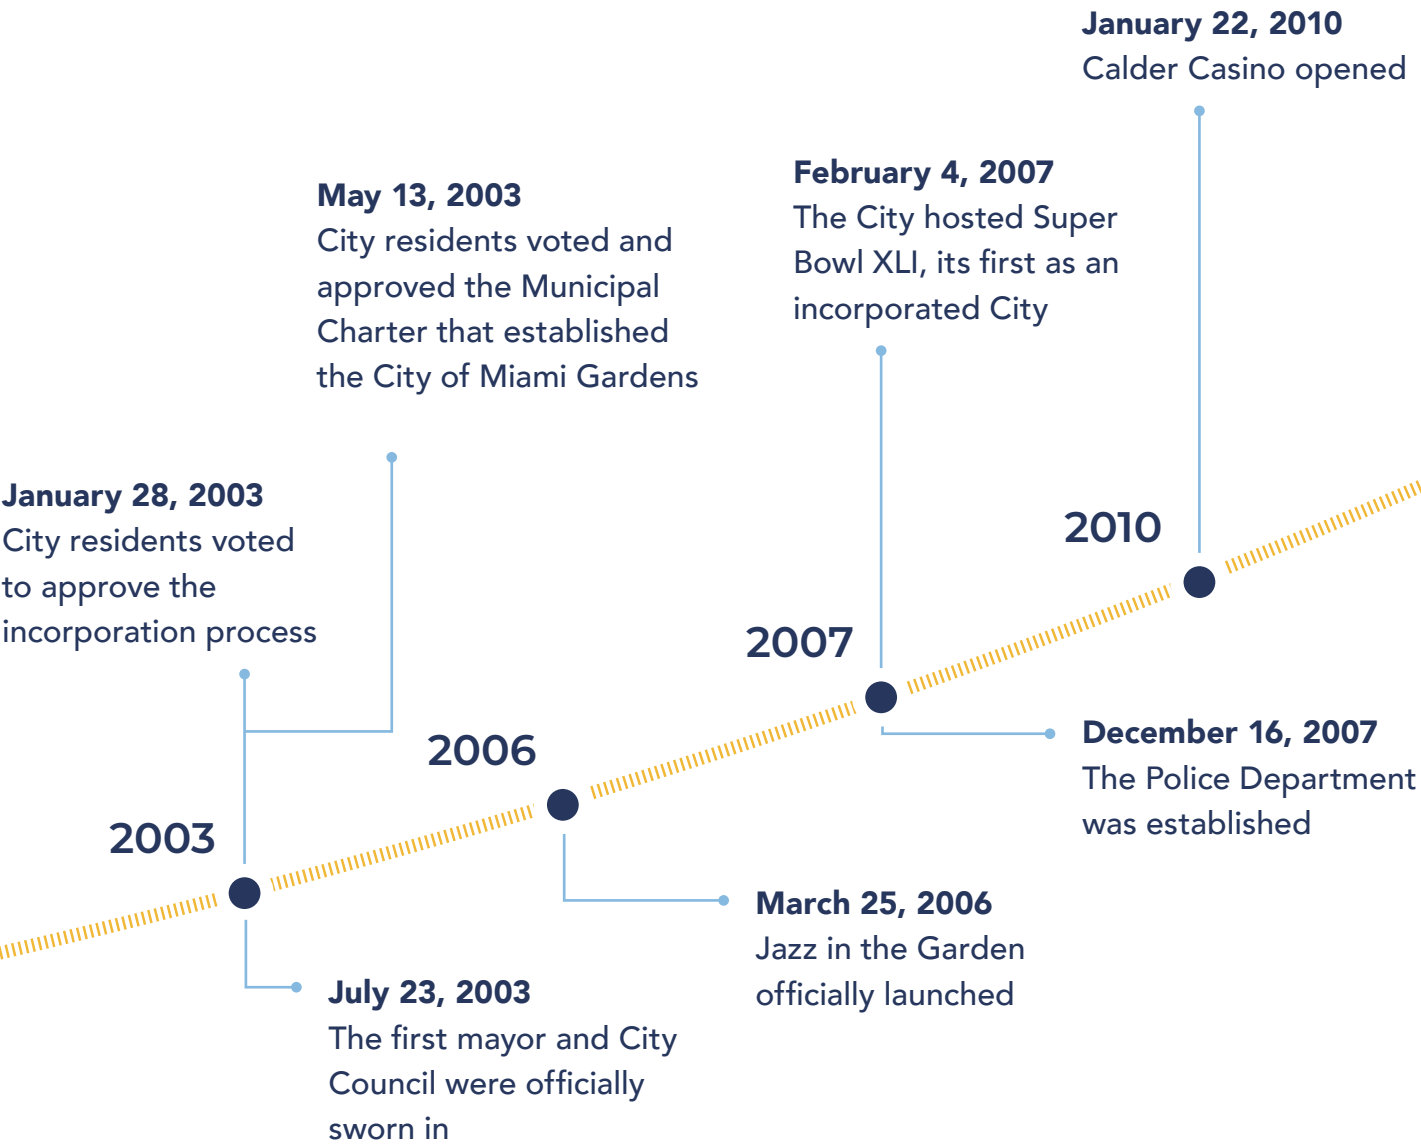 January 22, 2010
Calder Casino opened
February 4, 2007
The City hosted Super
Bowl XLI, its first as an
incorporated City
May 13, 2003
City residents voted and
approved the Municipal
Charter that established
the City of Miami Gardens
January 28, 2003
City residents voted
to approve the
incorporation process
2010
2007
2006
2003
December 16, 2007
The Police Department
was established
March 25, 2006
Jazz in the Garden
officially launched
July 23, 2003
The first mayor and City
Council were officially
sworn in